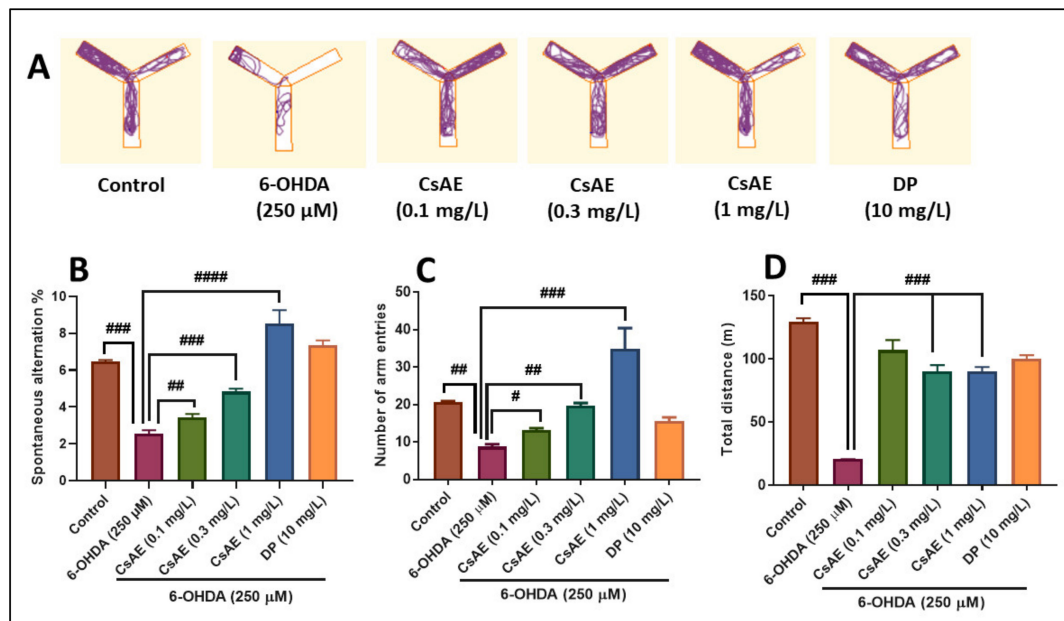 A
Control
6-OHDA
(250 µM)
CsAE
(0.1 mg/L)
CsAE
(0.3 mg/L)
CsAE
(1 mg/L)
DP
(10 mg/L)
B
Spontaneous alternation %
8
6
4
2
0
###
##
###
####
Control
6-OHDA (250 µM)
CsAE (0.1 mg/L)
CsAE (0.3 mg/L)
CsAE (1 mg/L)
DP (10 mg/L)
6-OHDA (250 µM)
C
Number of arm entries
50
40
30
20
10
0
##
#
##
###
Control
6-OHDA (250 µM)
CsAE (0.1 mg/L)
CsAE (0.3 mg/L)
CsAE (1 mg/L)
DP (10 mg/L)
6-OHDA (250 µM)
D
Total distance (m)
150
100
50
0
###
###
Control
6-OHDA (250 µM)
CsAE (0.1 mg/L)
CsAE (0.3 mg/L)
CsAE (1 mg/L)
DP (10 mg/L)
6-OHDA (250 µM)